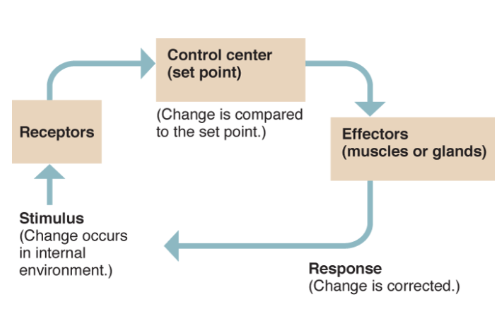 Control center
(set point)
(Change is compared
to the set point.)
Receptors
Effectors
(muscles or glands)
Stimulus
(Change occurs
in internal
environment.)
Response
(Change is corrected.)